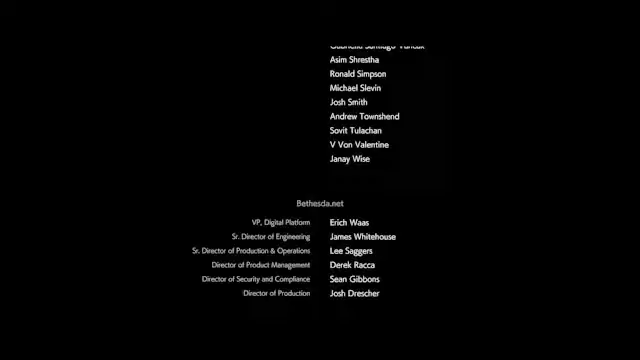 Asim Shrestha
Ronald Simpson
Michael Slevin
Josh Smith
Andrew Townshend
Sovit Tulachan
V Von Valentine
Janay Wise
Bethesda.net
VP, Digital Platform Erich Waas
Sr. Director of Engineering James Whitehouse
Sr. Director of Production & Operations Lee Saggers
Director of Product Management Derek Racca
Director of Security and Compliance Sean Gibbons
Director of Production Josh Drescher